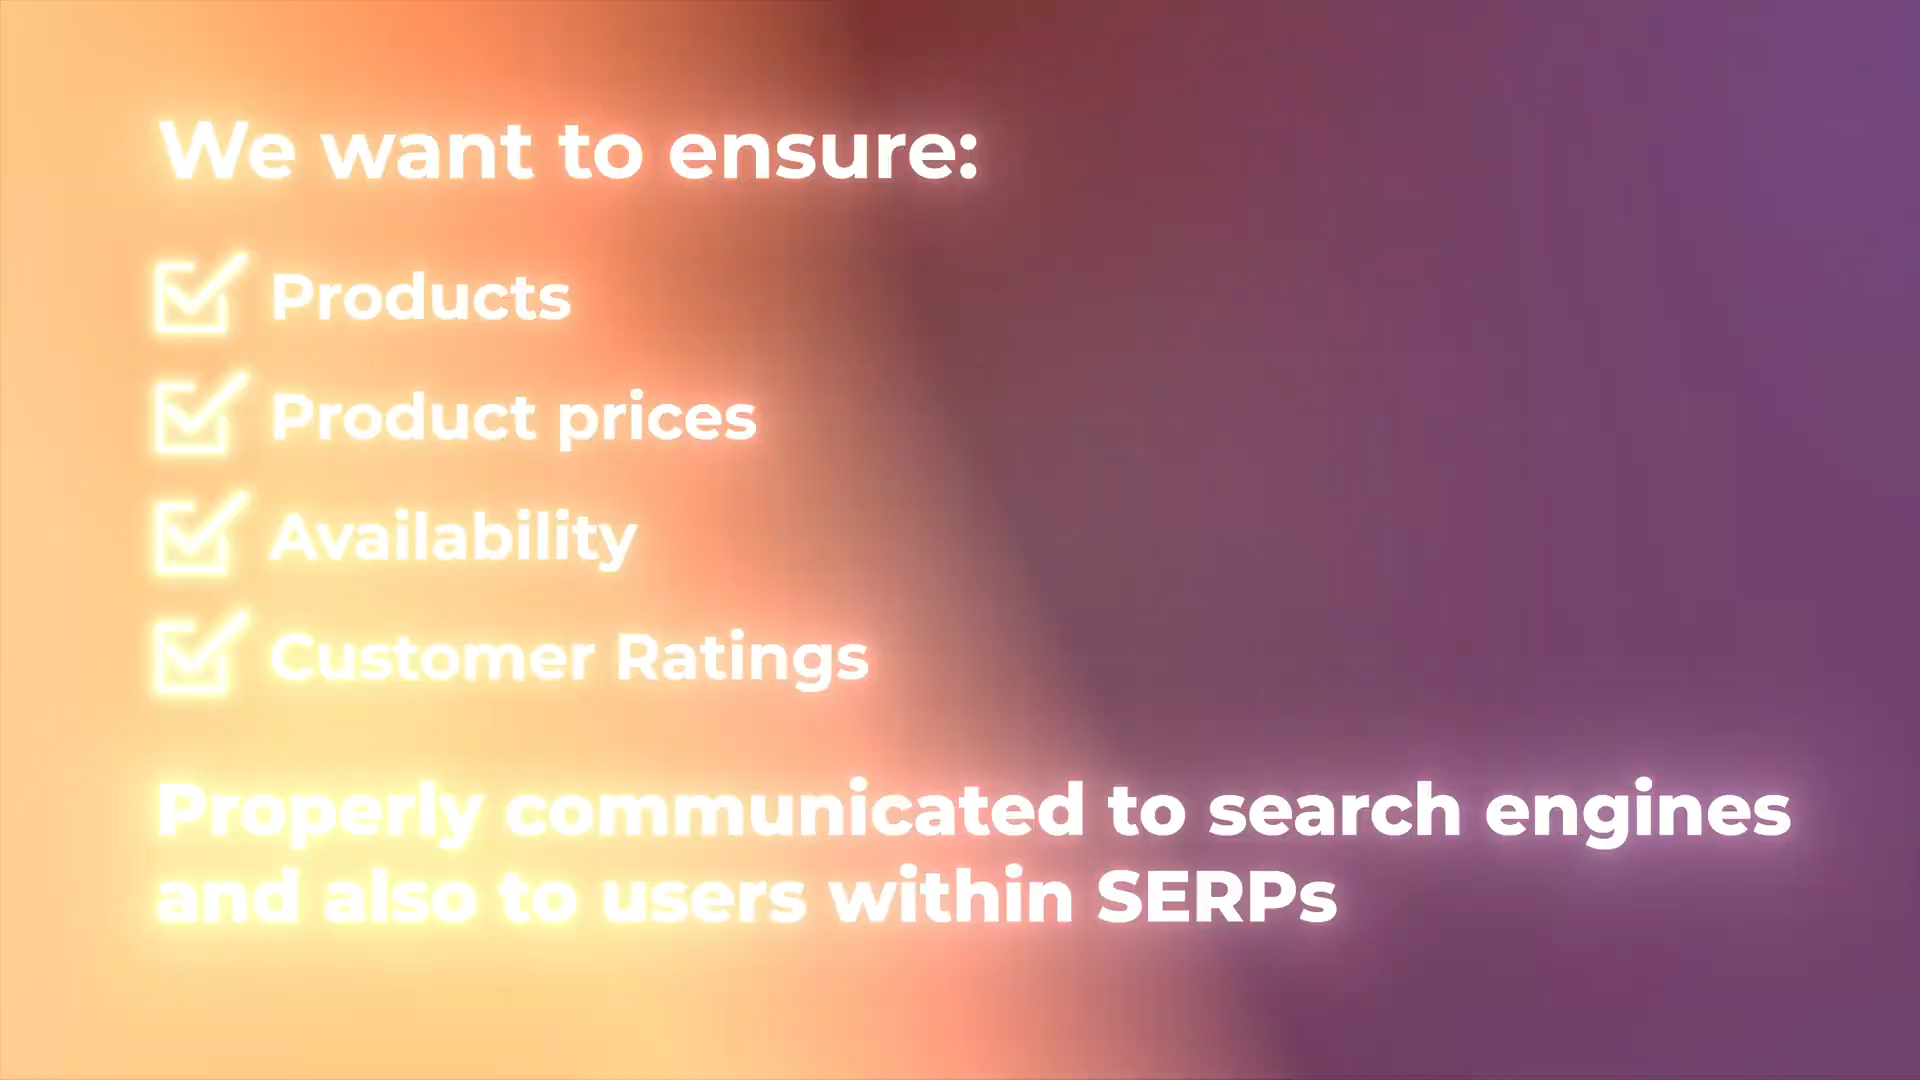 We want to ensure:
Products
Product prices
Availability
Customer Ratings
Properly communicated to search engines
and also to users within SERPs